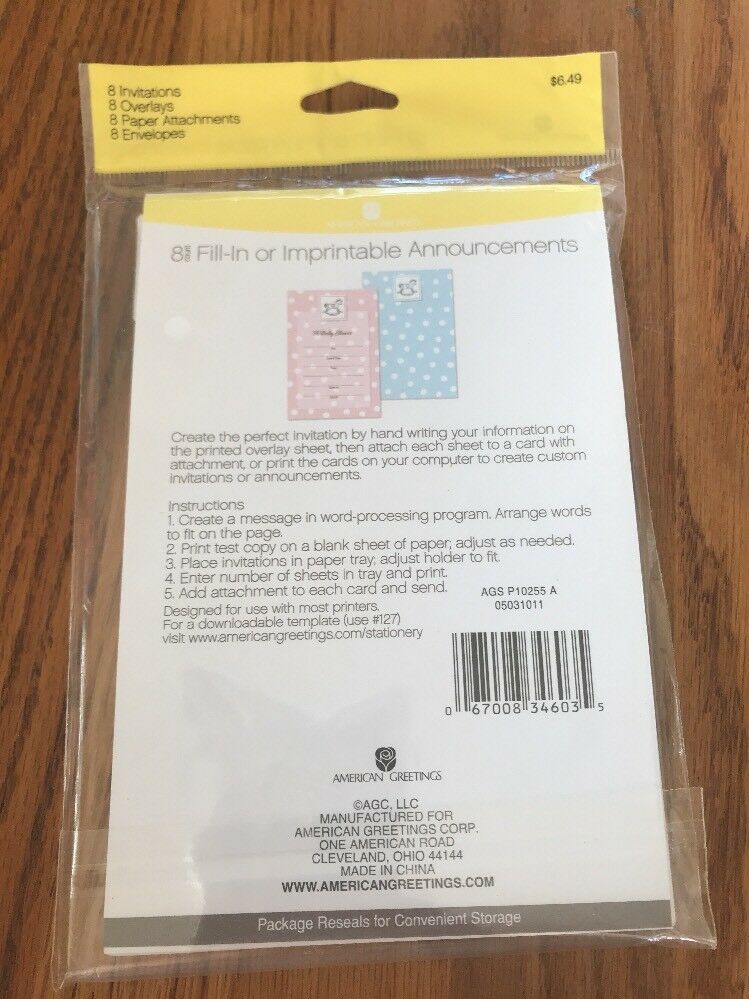 8 Invitations
8 Overlays
8 Paper Attachments
8 Envelopes
$6.49
AMERICAN GREETINGS
8 Fill-In or Imprintable Announcements
Create the perfect invitation by hand writing your information on
the printed overlay sheet, then attach each sheet to a card with
attachment, or print the cards on your computer to create custom
invitations or announcements.
Instructions
1. Create a message in word-processing program. Arrange words
to fit on the page.
2. Print test copy on a blank sheet of paper; adjust as needed.
3. Place invitations in paper tray; adjust holder to fit.
4. Enter number of sheets in tray and print.
5. Add attachment to each card and send.
Designed for use with most printers.
For a downloadable template (use #127)
visit www.americangreetings.com/stationery
AGS P10255 A
05031011
0 67008 34603 5
AMERICAN GREETINGS
©AGC, LLC
MANUFACTURED FOR
AMERICAN GREETINGS CORP.
ONE AMERICAN ROAD
CLEVELAND, OHIO 44144
MADE IN CHINA
WWW.AMERICANGREETINGS.COM
Package Reseals for Convenient Storage